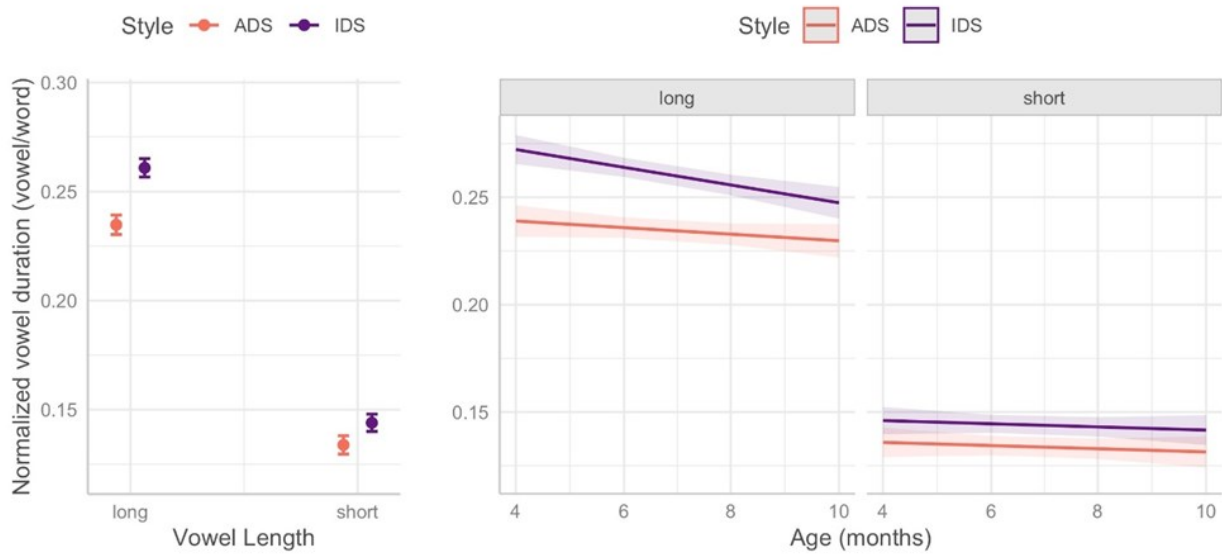 Style ADS IDS
Normalized vowel duration (vowel/word)
0.30
0.25
0.20
0.15
long short
Vowel Length
Style ADS IDS
long short
0.25
0.20
0.15
4 6 8 10 4 6 8 10
Age (months)